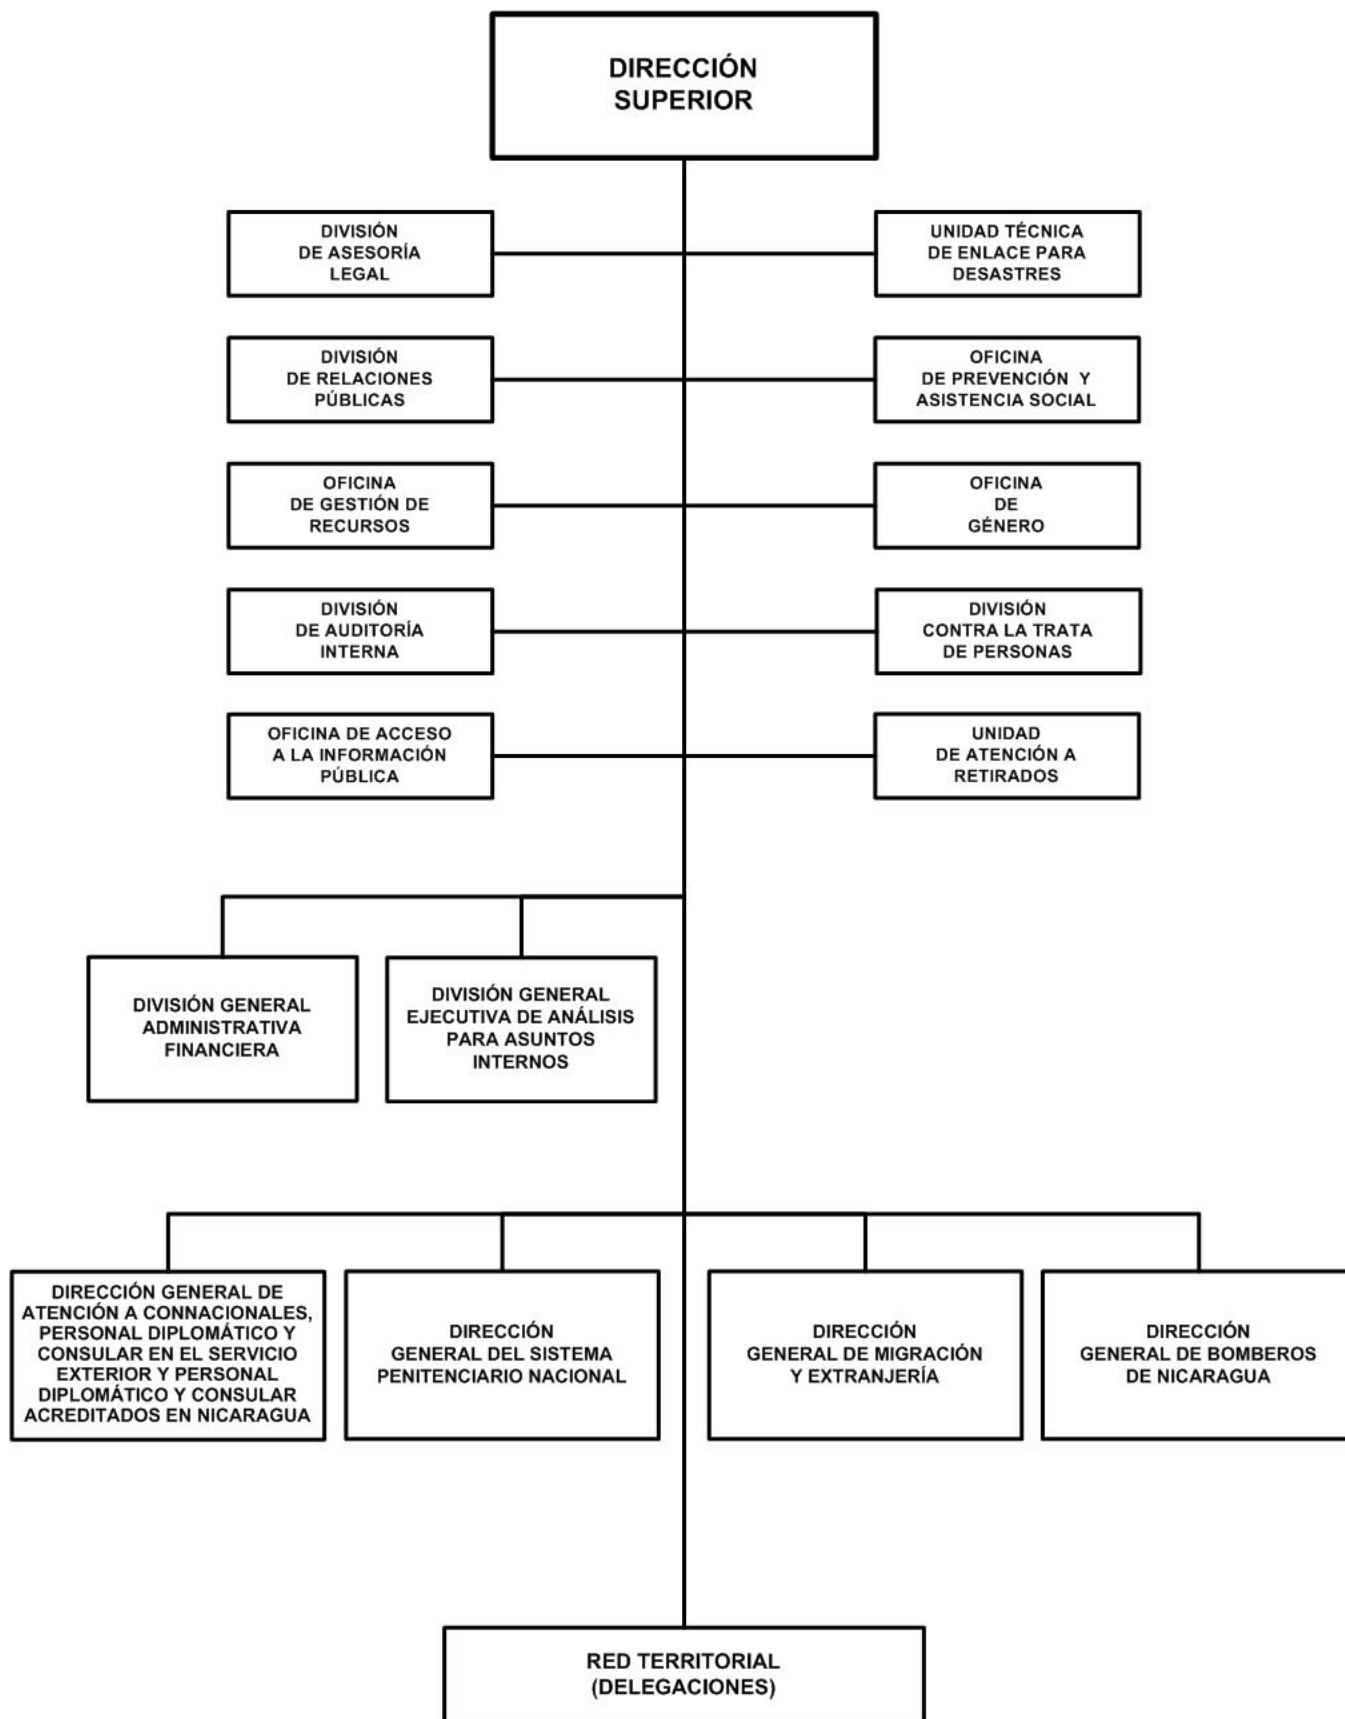 DIRECCIÓN
SUPERIOR
DIVISIÓN
DE ASESORÍA
LEGAL
UNIDAD TÉCNICA
DE ENLACE PARA
DESASTRES
DIVISIÓN
DE RELACIONES
PÚBLICAS
OFICINA
DE PREVENCIÓN Y
ASISTENCIA SOCIAL
OFICINA
DE GESTIÓN DE
RECURSOS
OFICINA
DE
GÉNERO
DIVISIÓN
DE AUDITORÍA
INTERNA
DIVISIÓN
CONTRA LA TRATA
DE PERSONAS
OFICINA DE ACCESO
A LA INFORMACIÓN
PÚBLICA
UNIDAD
DE ATENCIÓN A
RETIRADOS
DIVISIÓN GENERAL
ADMINISTRATIVA
FINANCIERA
DIVISIÓN GENERAL
EJECUTIVA DE ANÁLISIS
PARA ASUNTOS
INTERNOS
DIRECCIÓN GENERAL DE
ATENCIÓN A CONNACIONALES,
PERSONAL DIPLOMÁTICO Y
CONSULAR EN EL SERVICIO
EXTERIOR Y PERSONAL
DIPLOMÁTICO Y CONSULAR
ACREDITADOS EN NICARAGUA
DIRECCIÓN
GENERAL DEL SISTEMA
PENITENCIARIO NACIONAL
DIRECCIÓN
GENERAL DE MIGRACIÓN
Y EXTRANJERÍA
DIRECCIÓN
GENERAL DE BOMBEROS
DE NICARAGUA
RED TERRITORIAL
(DELEGACIONES)